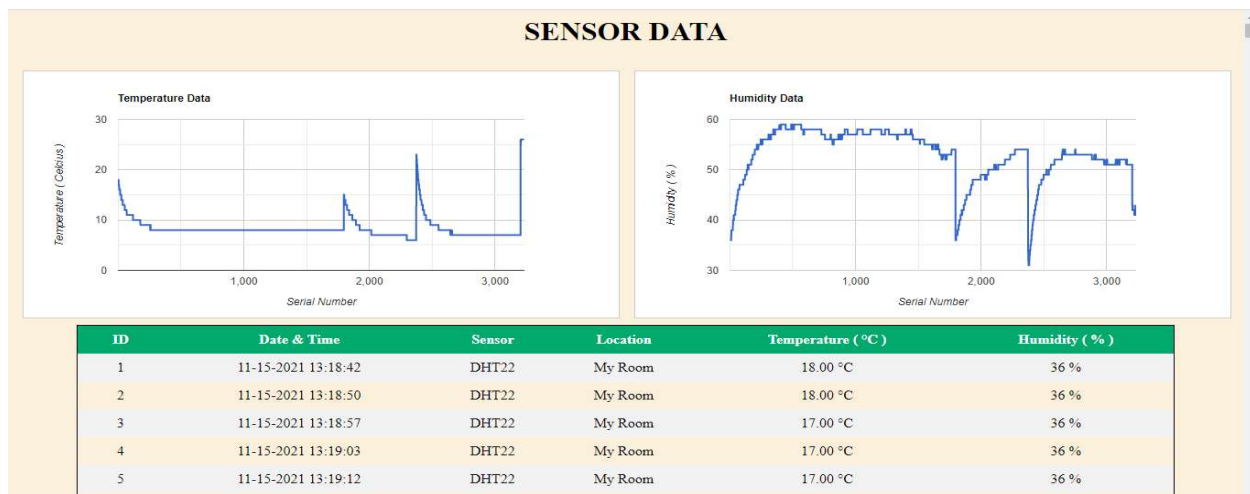 SENSOR DATA
Temperature Data
30
20
10
0
Temperature ( Celcius )
1,000 2,000 3,000
Serial Number
Humidity Data
60
50
40
30
Humidty ( % )
1,000 2,000 3,000
Serial Number
ID Date & Time Sensor Location Temperature ( °C ) Humidity ( % )
1 11-15-2021 13:18:42 DHT22 My Room 18.00 °C 36 %
2 11-15-2021 13:18:50 DHT22 My Room 18.00 °C 36 %
3 11-15-2021 13:18:57 DHT22 My Room 17.00 °C 36 %
4 11-15-2021 13:19:03 DHT22 My Room 17.00 °C 36 %
5 11-15-2021 13:19:12 DHT22 My Room 17.00 °C 36 %